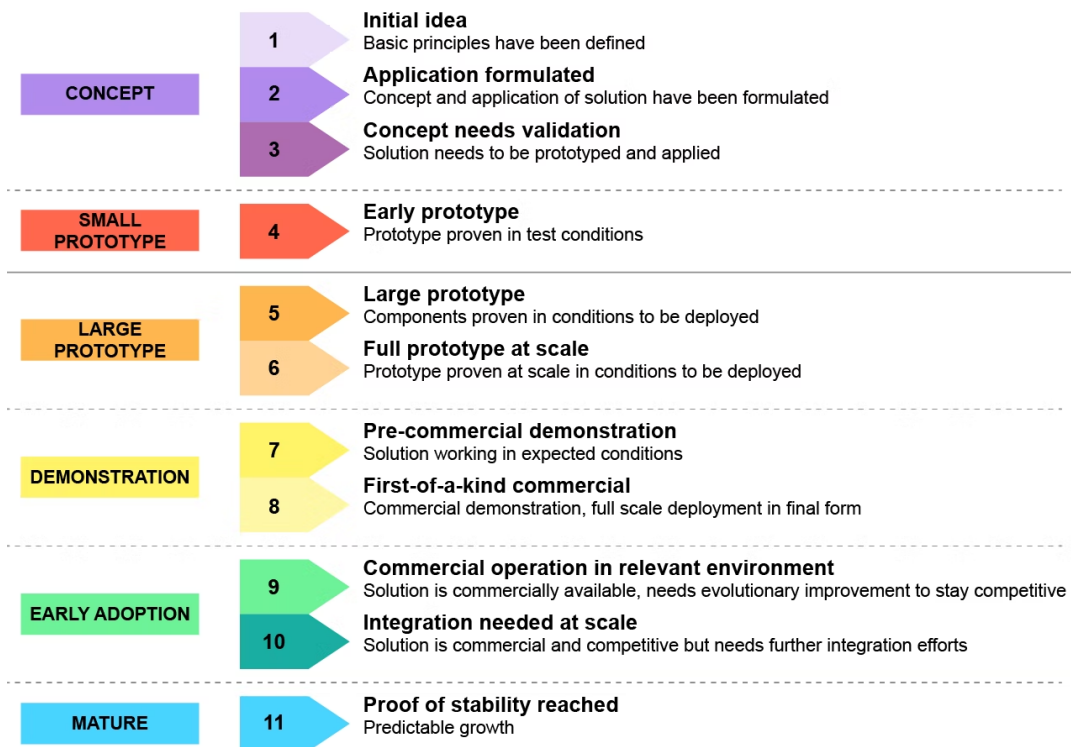 1
Initial idea
Basic principles have been defined
CONCEPT
2
Application formulated
Concept and application of solution have been formulated
3
Concept needs validation
Solution needs to be prototyped and applied
SMALL
PROTOTYPE
4
Early prototype
Prototype proven in test conditions
LARGE
PROTOTYPE
5
Large prototype
Components proven in conditions to be deployed
6
Full prototype at scale
Prototype proven at scale in conditions to be deployed
DEMONSTRATION
7
Pre-commercial demonstration
Solution working in expected conditions
8
First-of-a-kind commercial
Commercial demonstration, full scale deployment in final form
EARLY ADOPTION
9
Commercial operation in relevant environment
Solution is commercially available, needs evolutionary improvement to stay competitive
10
Integration needed at scale
Solution is commercial and competitive but needs further integration efforts
MATURE
11
Proof of stability reached
Predictable growth